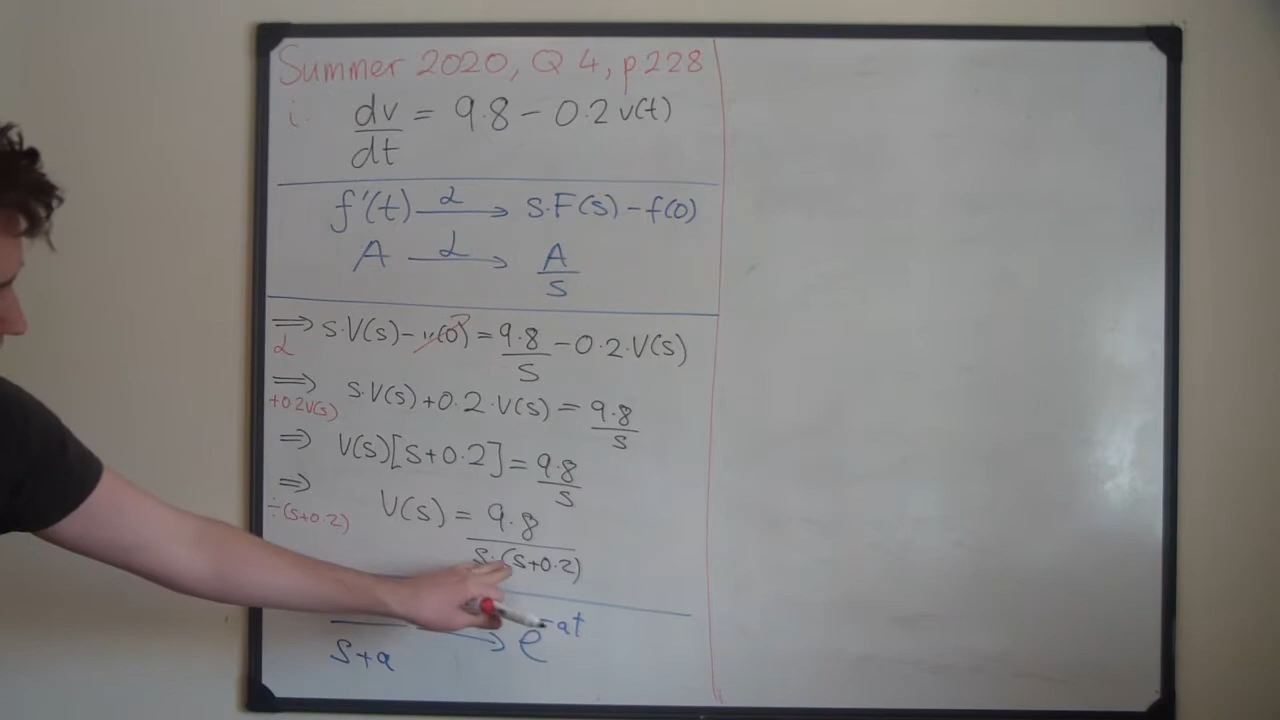 Summer 2020, Q 4, p.228
i. dv/dt = 9.8 - 0.2 v(t)
f'(t) ℒ→ s.F(s) - f(0)
A ℒ→ A/s
⇒ℒ s.V(s) - v(0) = 9.8/s - 0.2.V(s)
⇒ +0.2V(s) s.V(s) + 0.2.V(s) = 9.8/s
⇒ V(s)[s+0.2] = 9.8/s
⇒ ÷(s+0.2) V(s) = 9.8/s.(s+0.2)
/s+a → e^-at